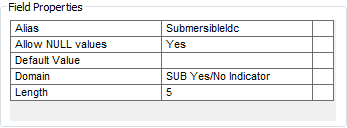 Field Properties
Alias SubmersibleIdc
Allow NULL values Yes
Default Value
Domain SUB Yes/No Indicator
Length 5